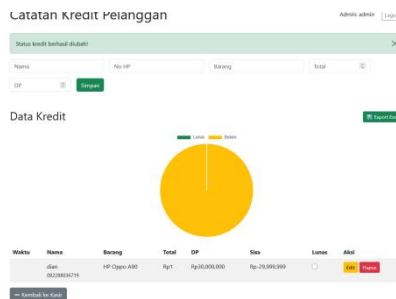 Catatan Kredit Pelanggan
Admin: admin
Status kredit berhasil diubah!
Nama No HP Barang Total
DP Simpan
Data Kredit
Export Exc
Lunas Belum
Waktu Nama Barang Total DP Sisa Lunas Aksi
dian HP Oppo A90 Rp1 Rp30,000,000 Rp-29,999,999 Edit Hapus
← Kembali ke Kasir